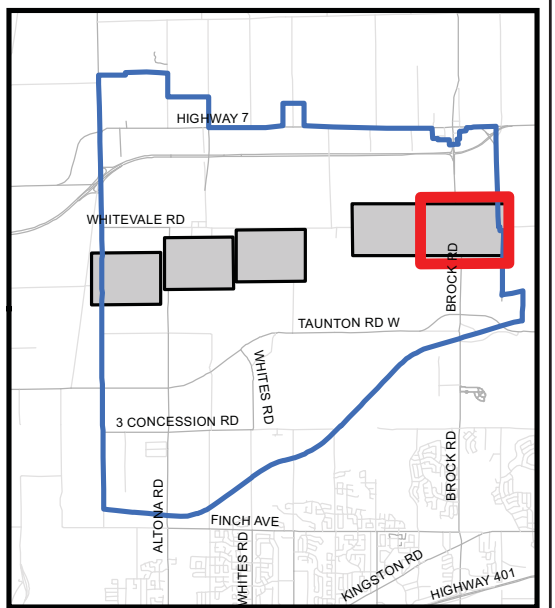 HIGHWAY 7
WHITEVALE RD
BROCK RD
TAUNTON RD W
WHITES RD
3 CONCESSION RD
BROCK RD
ALTONA RD
FINCH AVE
WHITES RD
KINGSTON RD
HIGHWAY 401